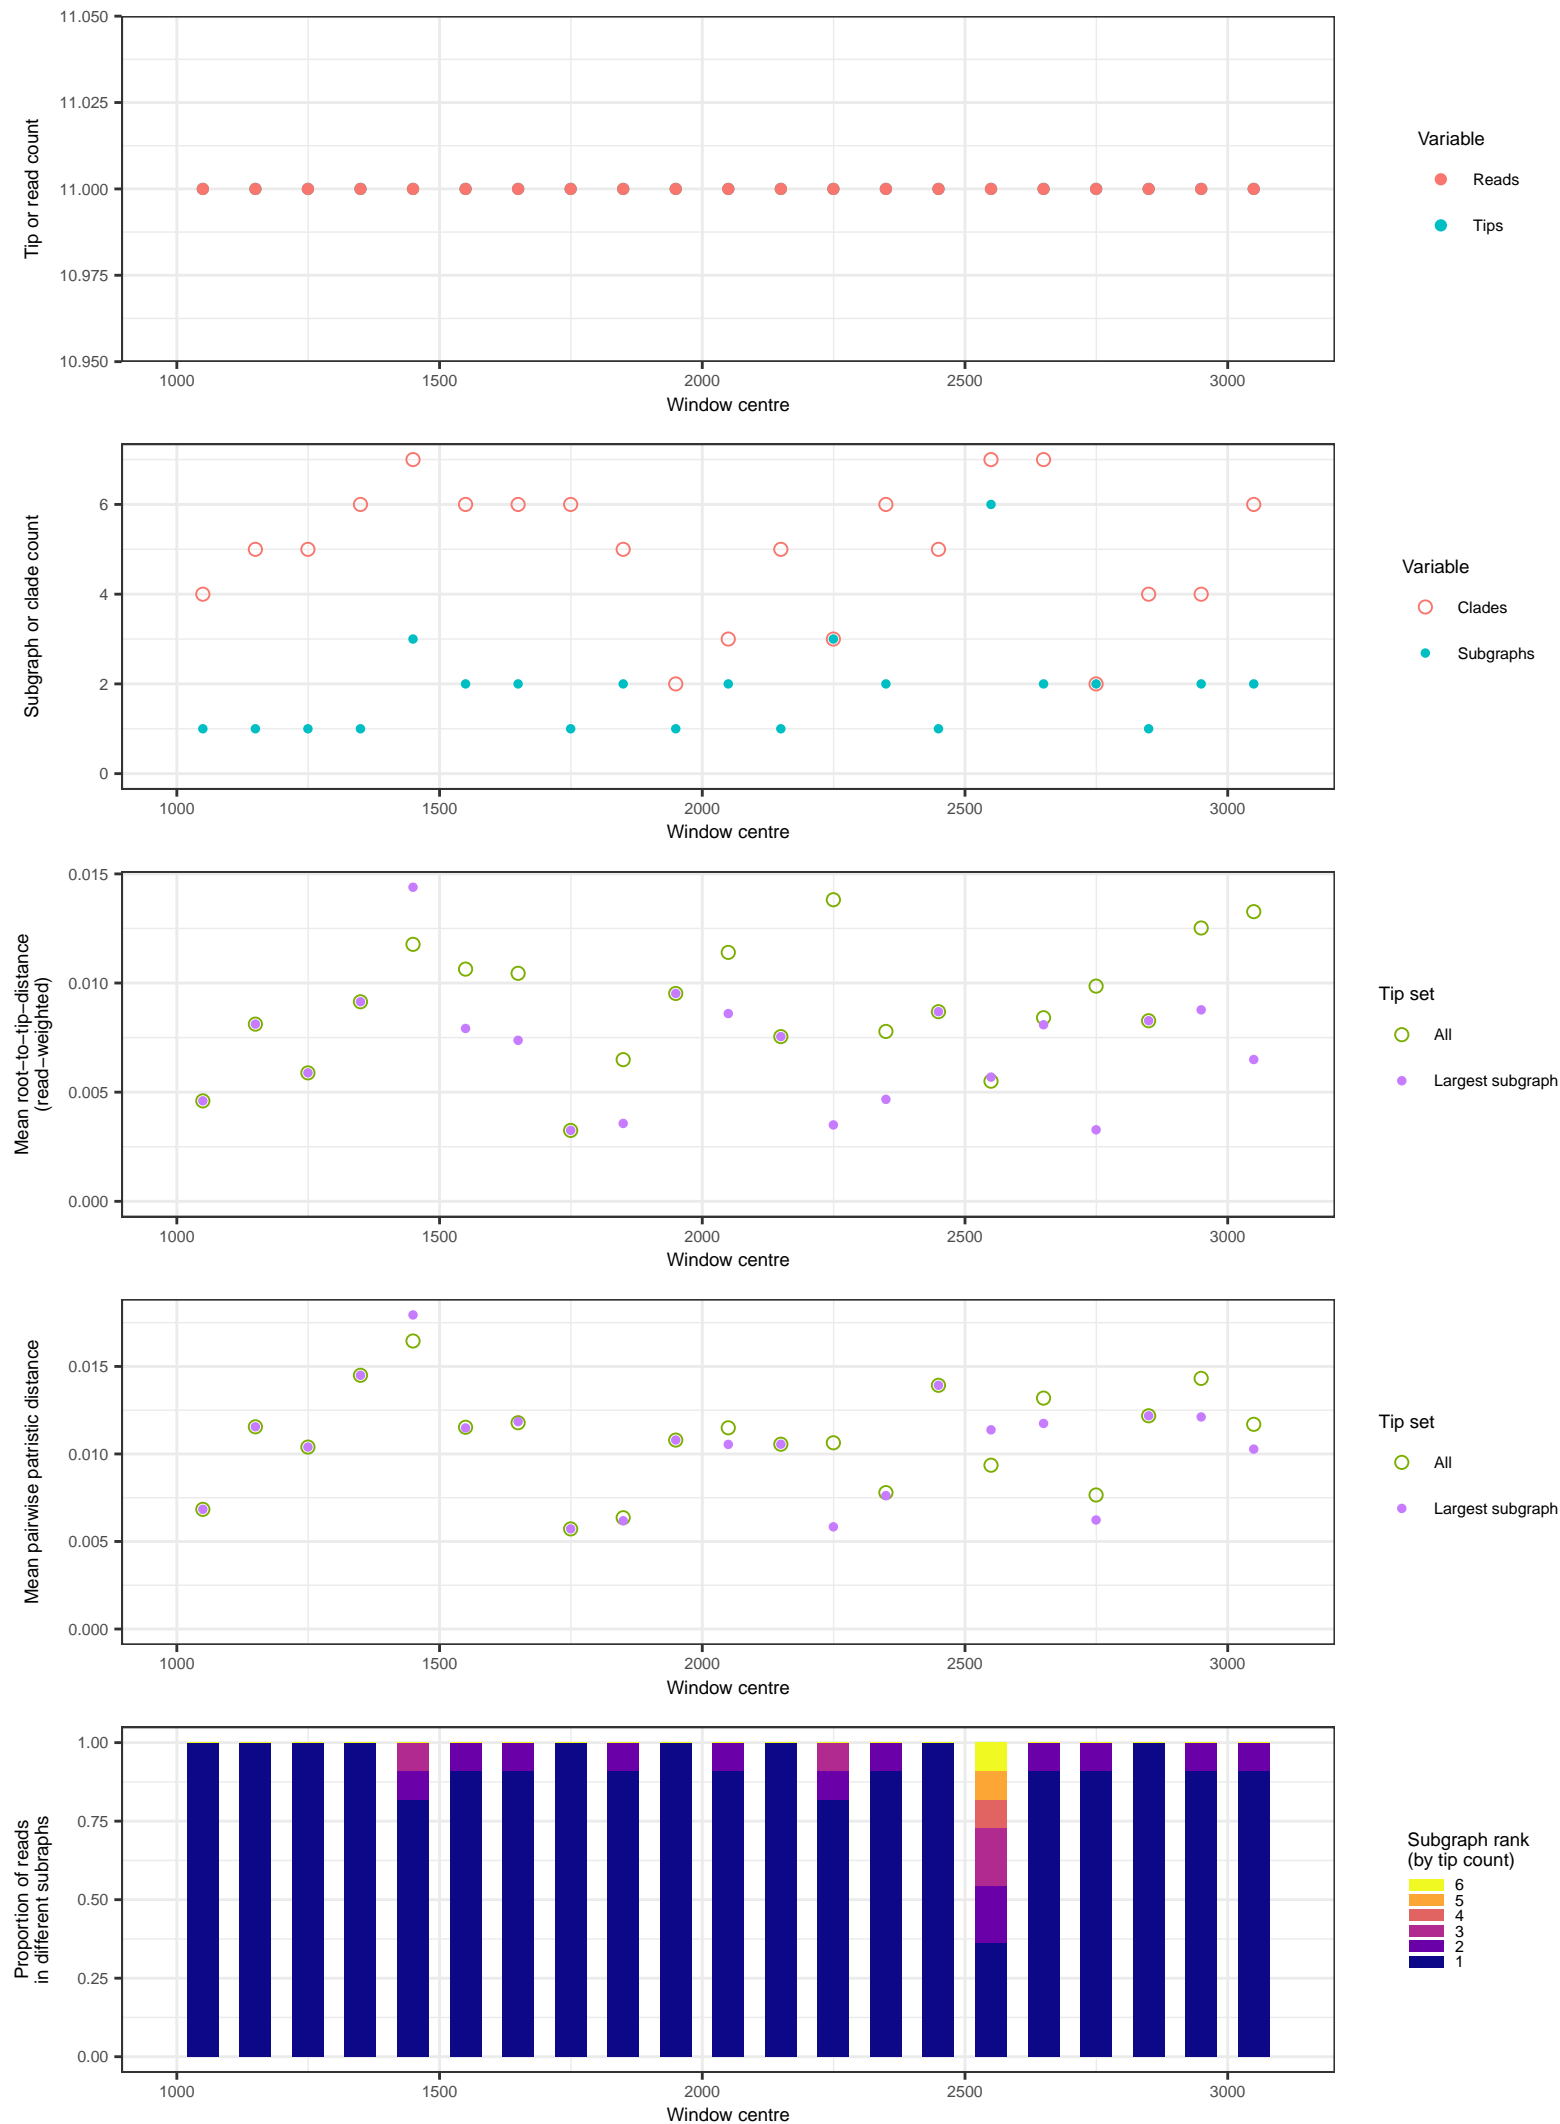 11.050
11.025
11.000
10.975
10.950
Tip or read count
1000 1500 2000 2500 3000
Window centre
Variable
Reads
Tips
6
4
2
0
Subgraph or clade count
1000 1500 2000 2500 3000
Window centre
Variable
Clades
Subgraphs
0.015
0.010
0.005
0.000
Mean root−to−tip−distance
(read−weighted)
1000 1500 2000 2500 3000
Window centre
Tip set
All
Largest subgraph
0.015
0.010
0.005
0.000
Mean pairwise patristic distance
1000 1500 2000 2500 3000
Window centre
Tip set
All
Largest subgraph
1.00
0.75
0.50
0.25
0.00
Proportion of reads
in different subraphs
1000 1500 2000 2500 3000
Window centre
Subgraph rank
(by tip count)
6
5
4
3
2
1